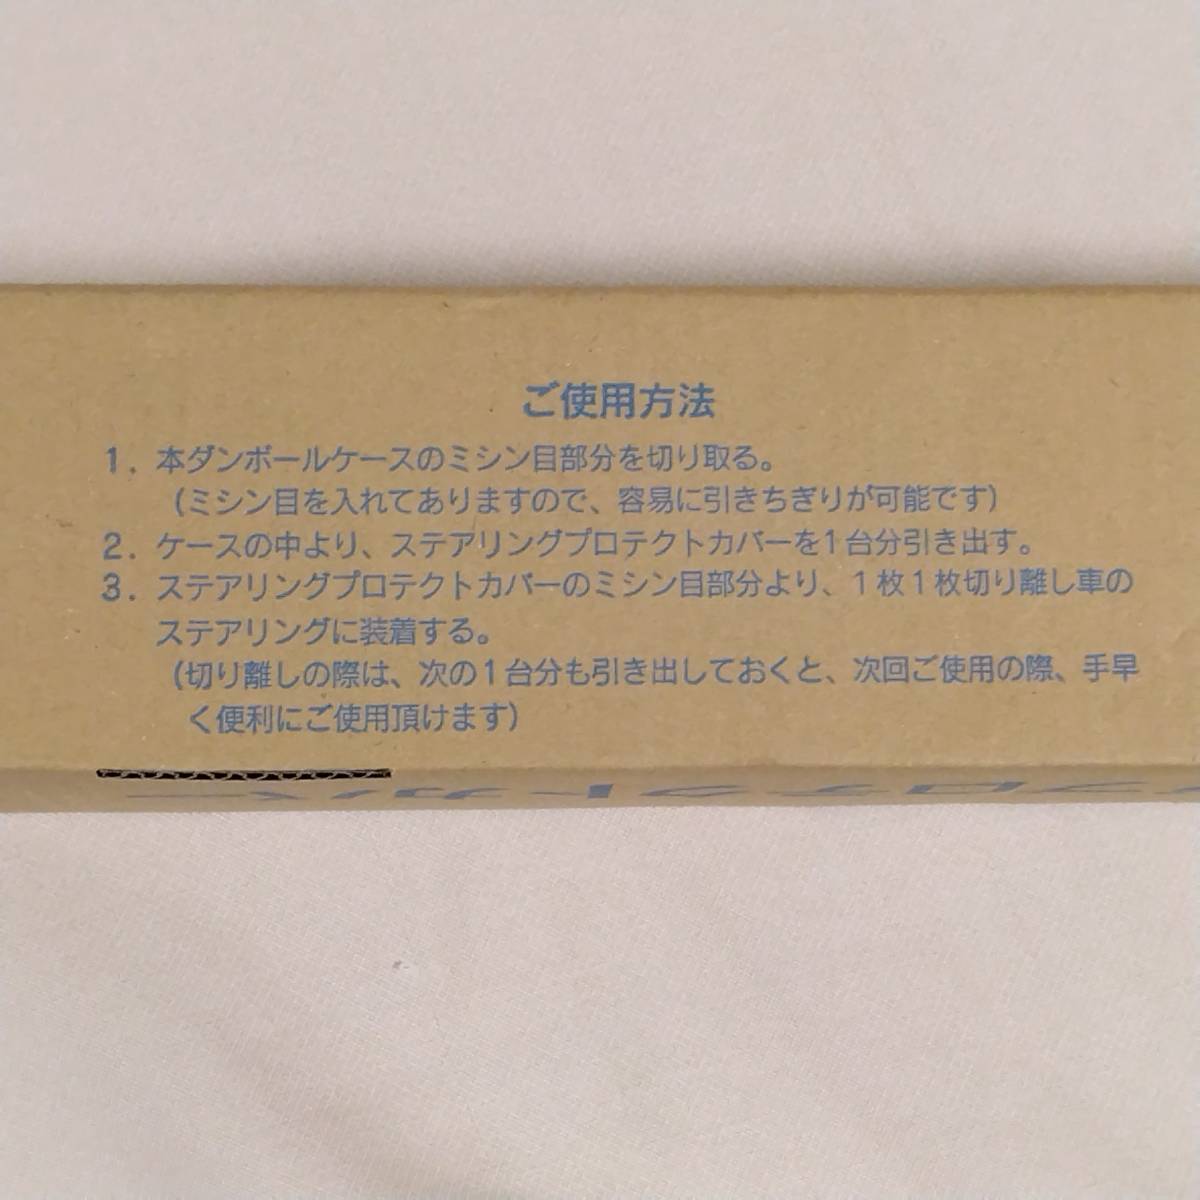 ご使用方法
1. 本ダンボールケースのミシン目部分を切り取る。
(ミシン目を入れてありますので、容易に引きちぎりが可能です)
2. ケースの中より、ステアリングプロテクトカバーを1台分引き出す。
3. ステアリングプロテクトカバーのミシン目部分より、1枚1枚切り離し車の
ステアリングに装着する。
(切り離しの際は、次の1台分も引き出しておくと、次回ご使用の際、手早
く便利にご使用頂けます)